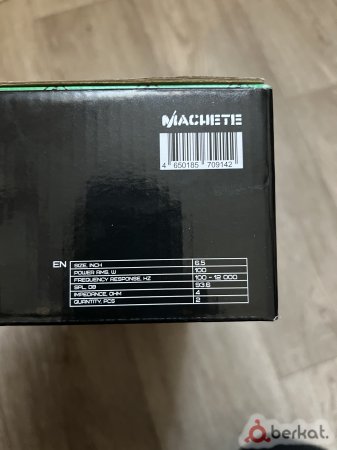 MACHETE
4 650185 709142
EN
SIZE, INCH 6.5
POWER RMS, W 100
FREQUENCY RESPONSE, HZ 100 - 12 000
SPL, DB 93.6
IMPEDANCE, OHM 4
QUANTITY, PCS 2
berkat.